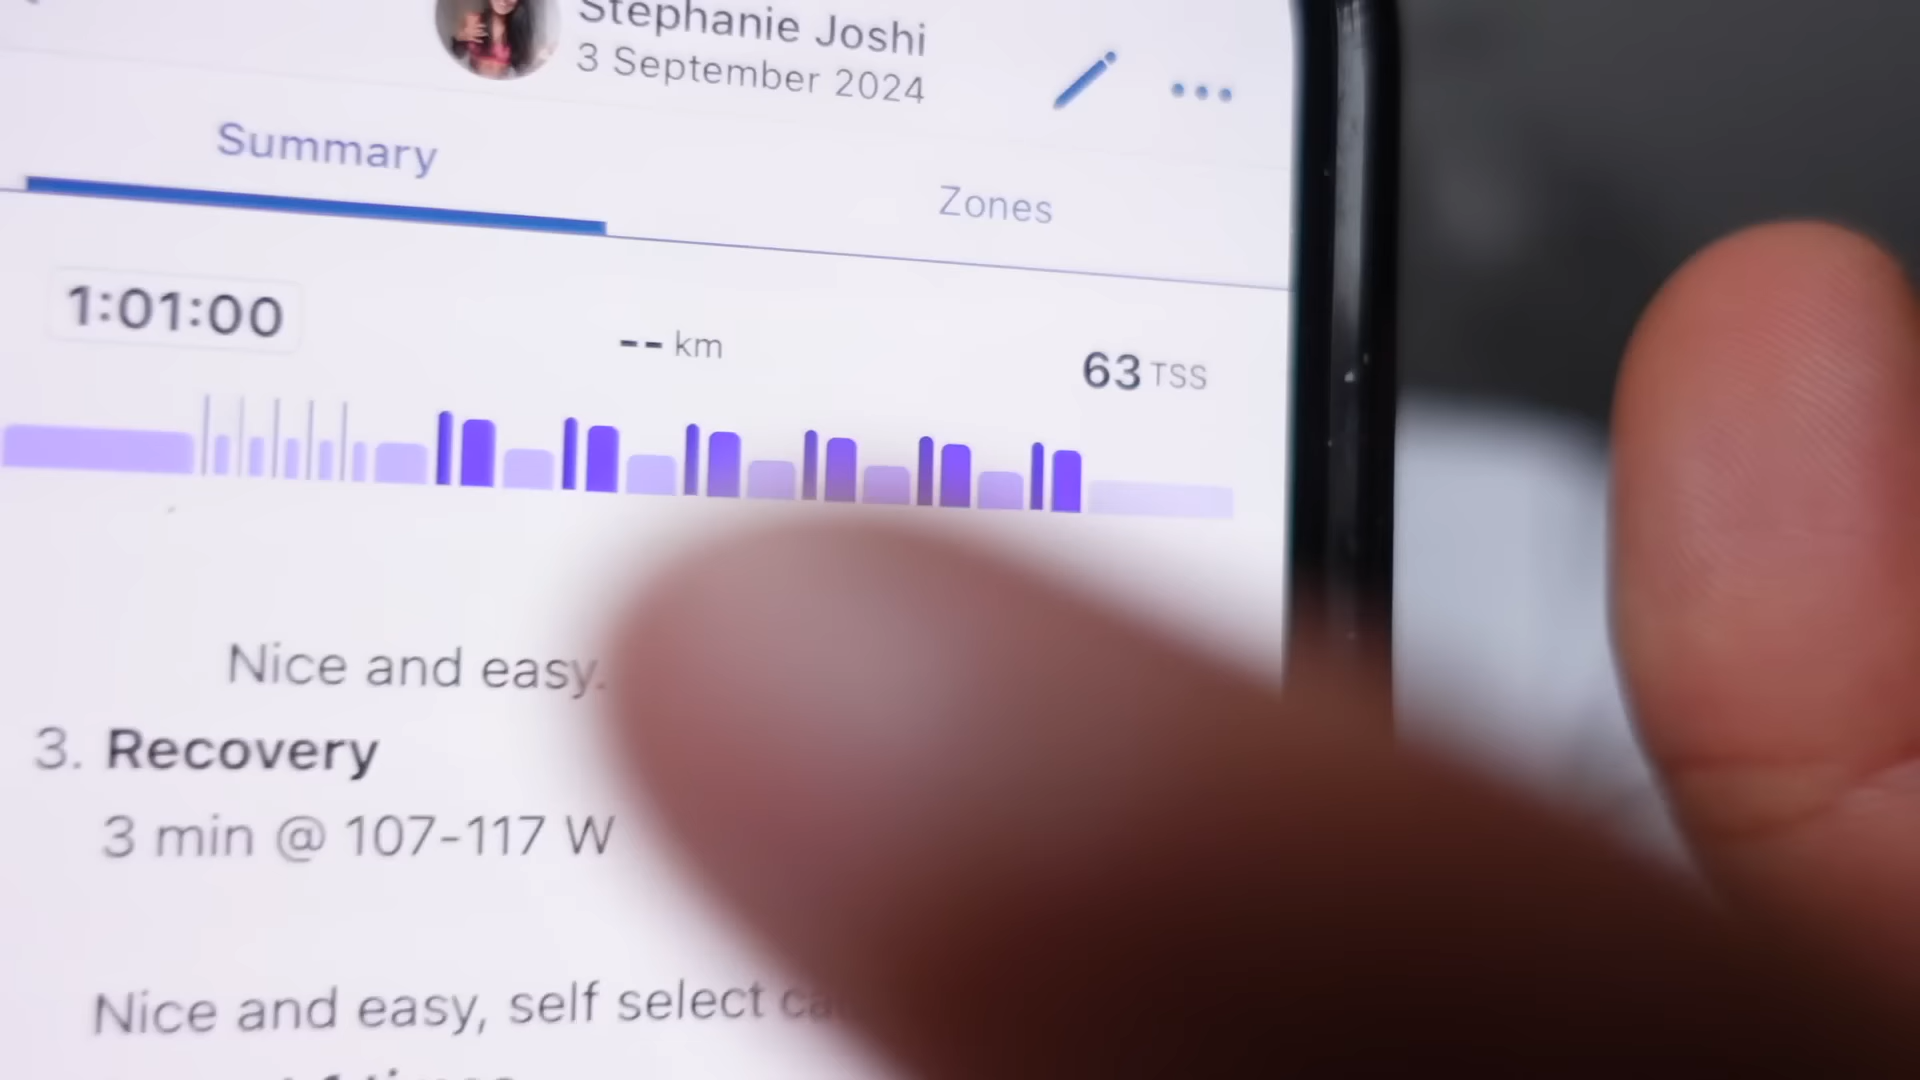 Stephanie Joshi
3 September 2024
Summary
Zones
1:01:00
-- km
63 TSS
Nice and easy.
3. Recovery
3 min @ 107-117 W
Nice and easy, self select